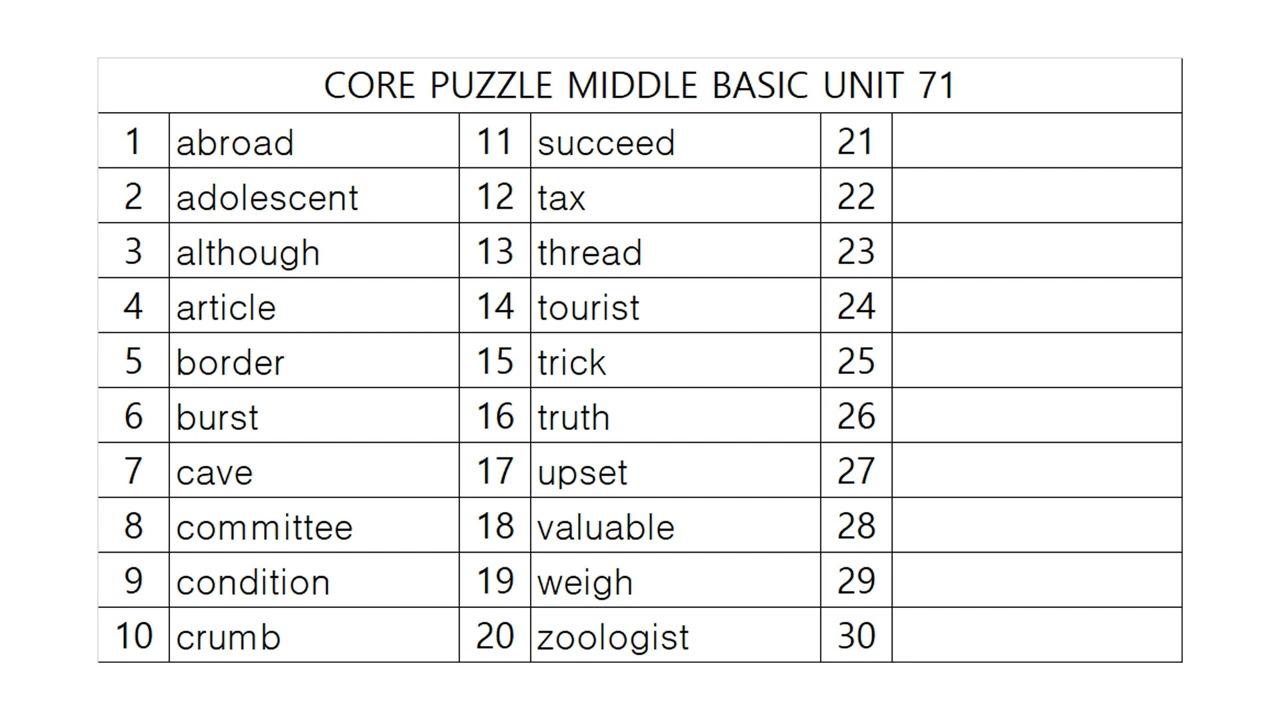 CORE PUZZLE MIDDLE BASIC UNIT 71
1 abroad 11 succeed 21
2 adolescent 12 tax 22
3 although 13 thread 23
4 article 14 tourist 24
5 border 15 trick 25
6 burst 16 truth 26
7 cave 17 upset 27
8 committee 18 valuable 28
9 condition 19 weigh 29
10 crumb 20 zoologist 30